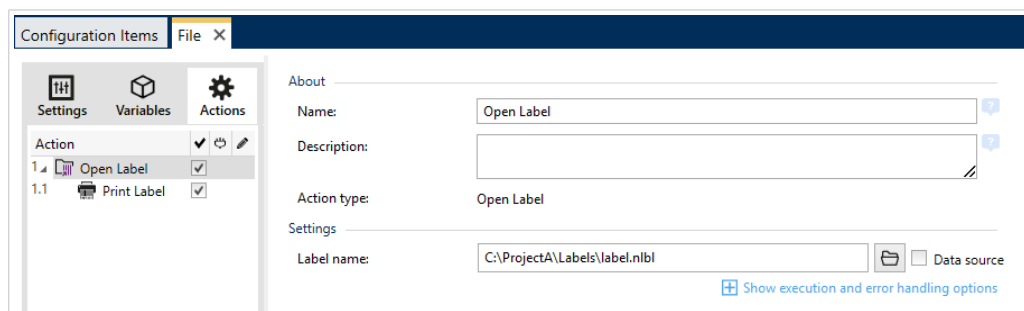 Configuration Items File
Settings Variables Actions
Action
1 Open Label
1.1 Print Label
About
Name: Open Label
?
Description:
?
Action type: Open Label
Settings
Label name: C:\ProjectA\Labels\label.nlbl Data source
Show execution and error handling options